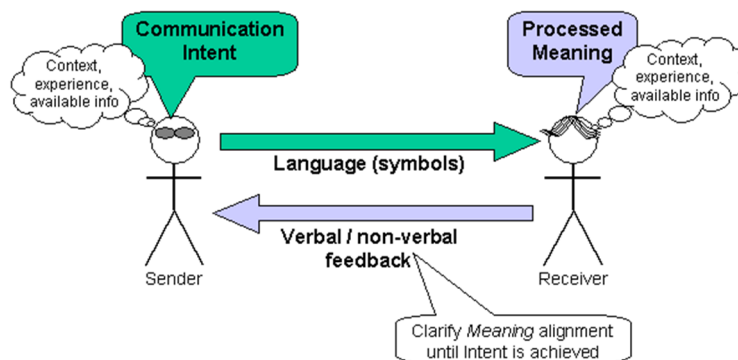 Communication
Intent
Processed
Meaning
Context,
experience,
available info
Context,
experience,
available info
Language (symbols)
Verbal / non-verbal
feedback
Sender
Receiver
Clarify Meaning alignment
until Intent is achieved